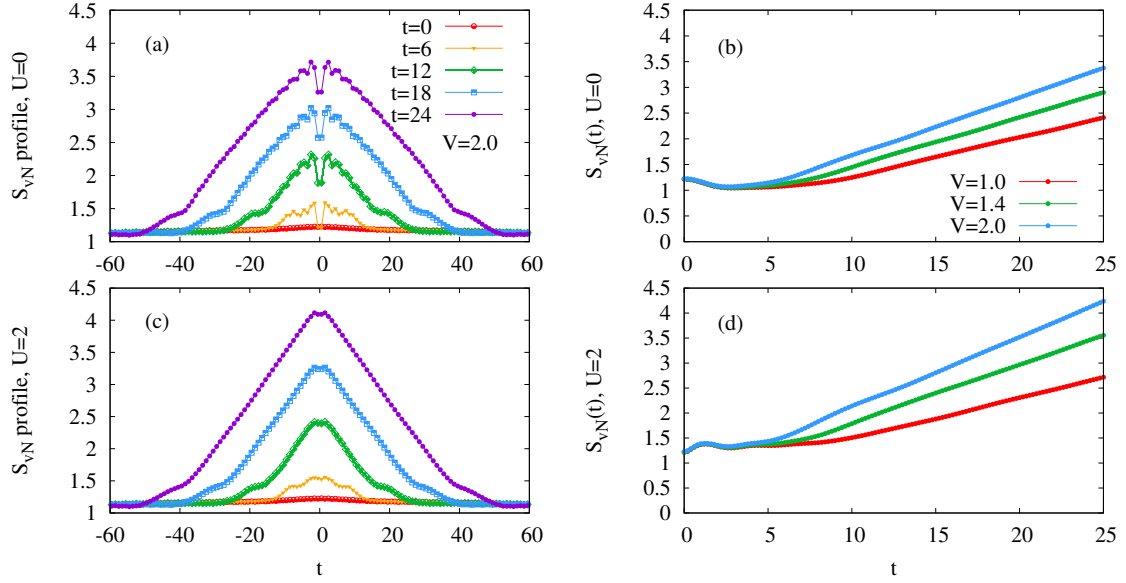 S_vN profile, U=0
4.5
4
3.5
3
2.5
2
1.5
1
-60 -40 -20 0 20 40 60
(a)
t=0
t=6
t=12
t=18
t=24
V=2.0
S_vN(t), U=0
4.5
4
3.5
3
2.5
2
1.5
1
0.5
0
0 5 10 15 20 25
(b)
V=1.0
V=1.4
V=2.0
S_vN profile, U=2
4.5
4
3.5
3
2.5
2
1.5
1
-60 -40 -20 0 20 40 60
t
(c)
S_vN(t), U=2
4.5
4
3.5
3
2.5
2
1.5
1
0.5
0
0 5 10 15 20 25
t
(d)